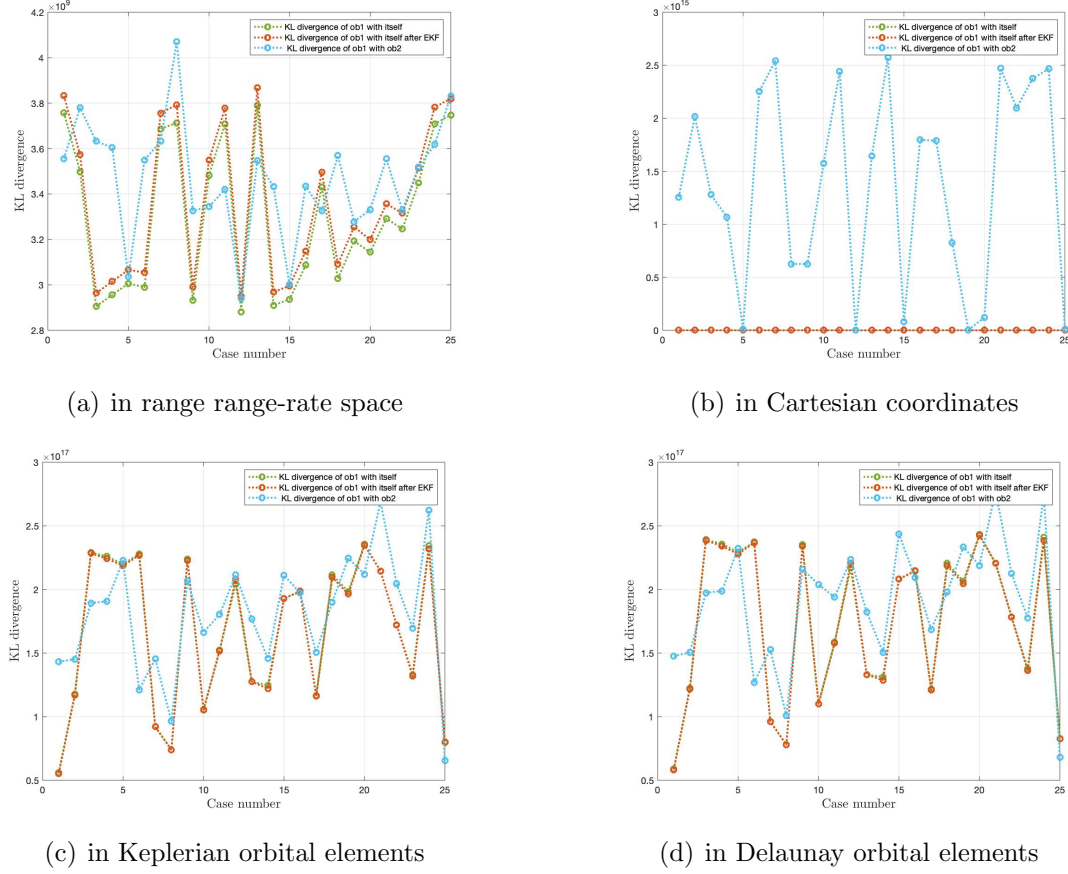 ×10⁹
4.2
4
3.8
3.6
3.4
3.2
3
2.8
KL divergence
0 5 10 15 20 25
Case number
KL divergence of ob1 with itself
KL divergence of ob1 with itself after EKF
KL divergence of ob1 with ob2
(a) in range range-rate space
×10¹⁵
3
2.5
2
1.5
1
0.5
0
KL divergence
0 5 10 15 20 25
Case number
KL divergence of ob1 with itself
KL divergence of ob1 with itself after EKF
KL divergence of ob1 with ob2
(b) in Cartesian coordinates
×10¹⁷
3
2.5
2
1.5
1
0.5
KL divergence
0 5 10 15 20 25
Case number
KL divergence of ob1 with itself
KL divergence of ob1 with itself after EKF
KL divergence of ob1 with ob2
(c) in Keplerian orbital elements
×10¹⁷
3
2.5
2
1.5
1
0.5
KL divergence
0 5 10 15 20 25
Case number
KL divergence of ob1 with itself
KL divergence of ob1 with itself after EKF
KL divergence of ob1 with ob2
(d) in Delaunay orbital elements